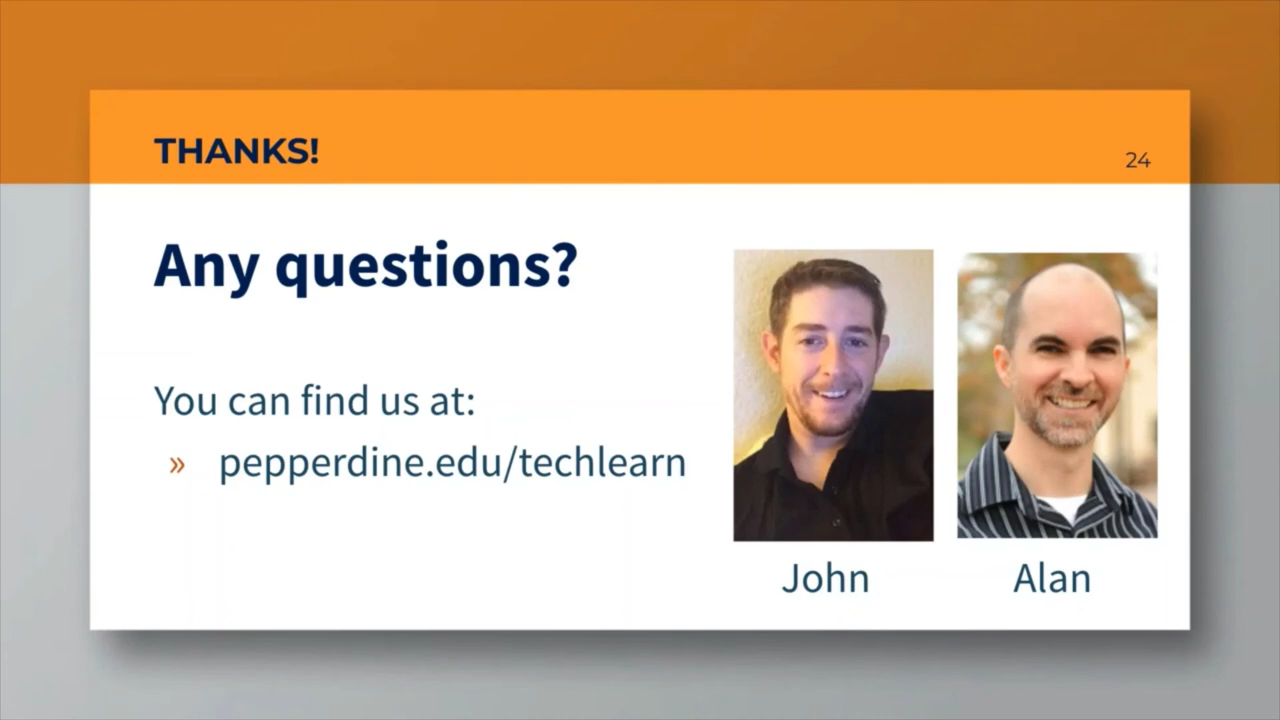 THANKS!
24
Any questions?
You can find us at:
» pepperdine.edu/techlearn
John
Alan